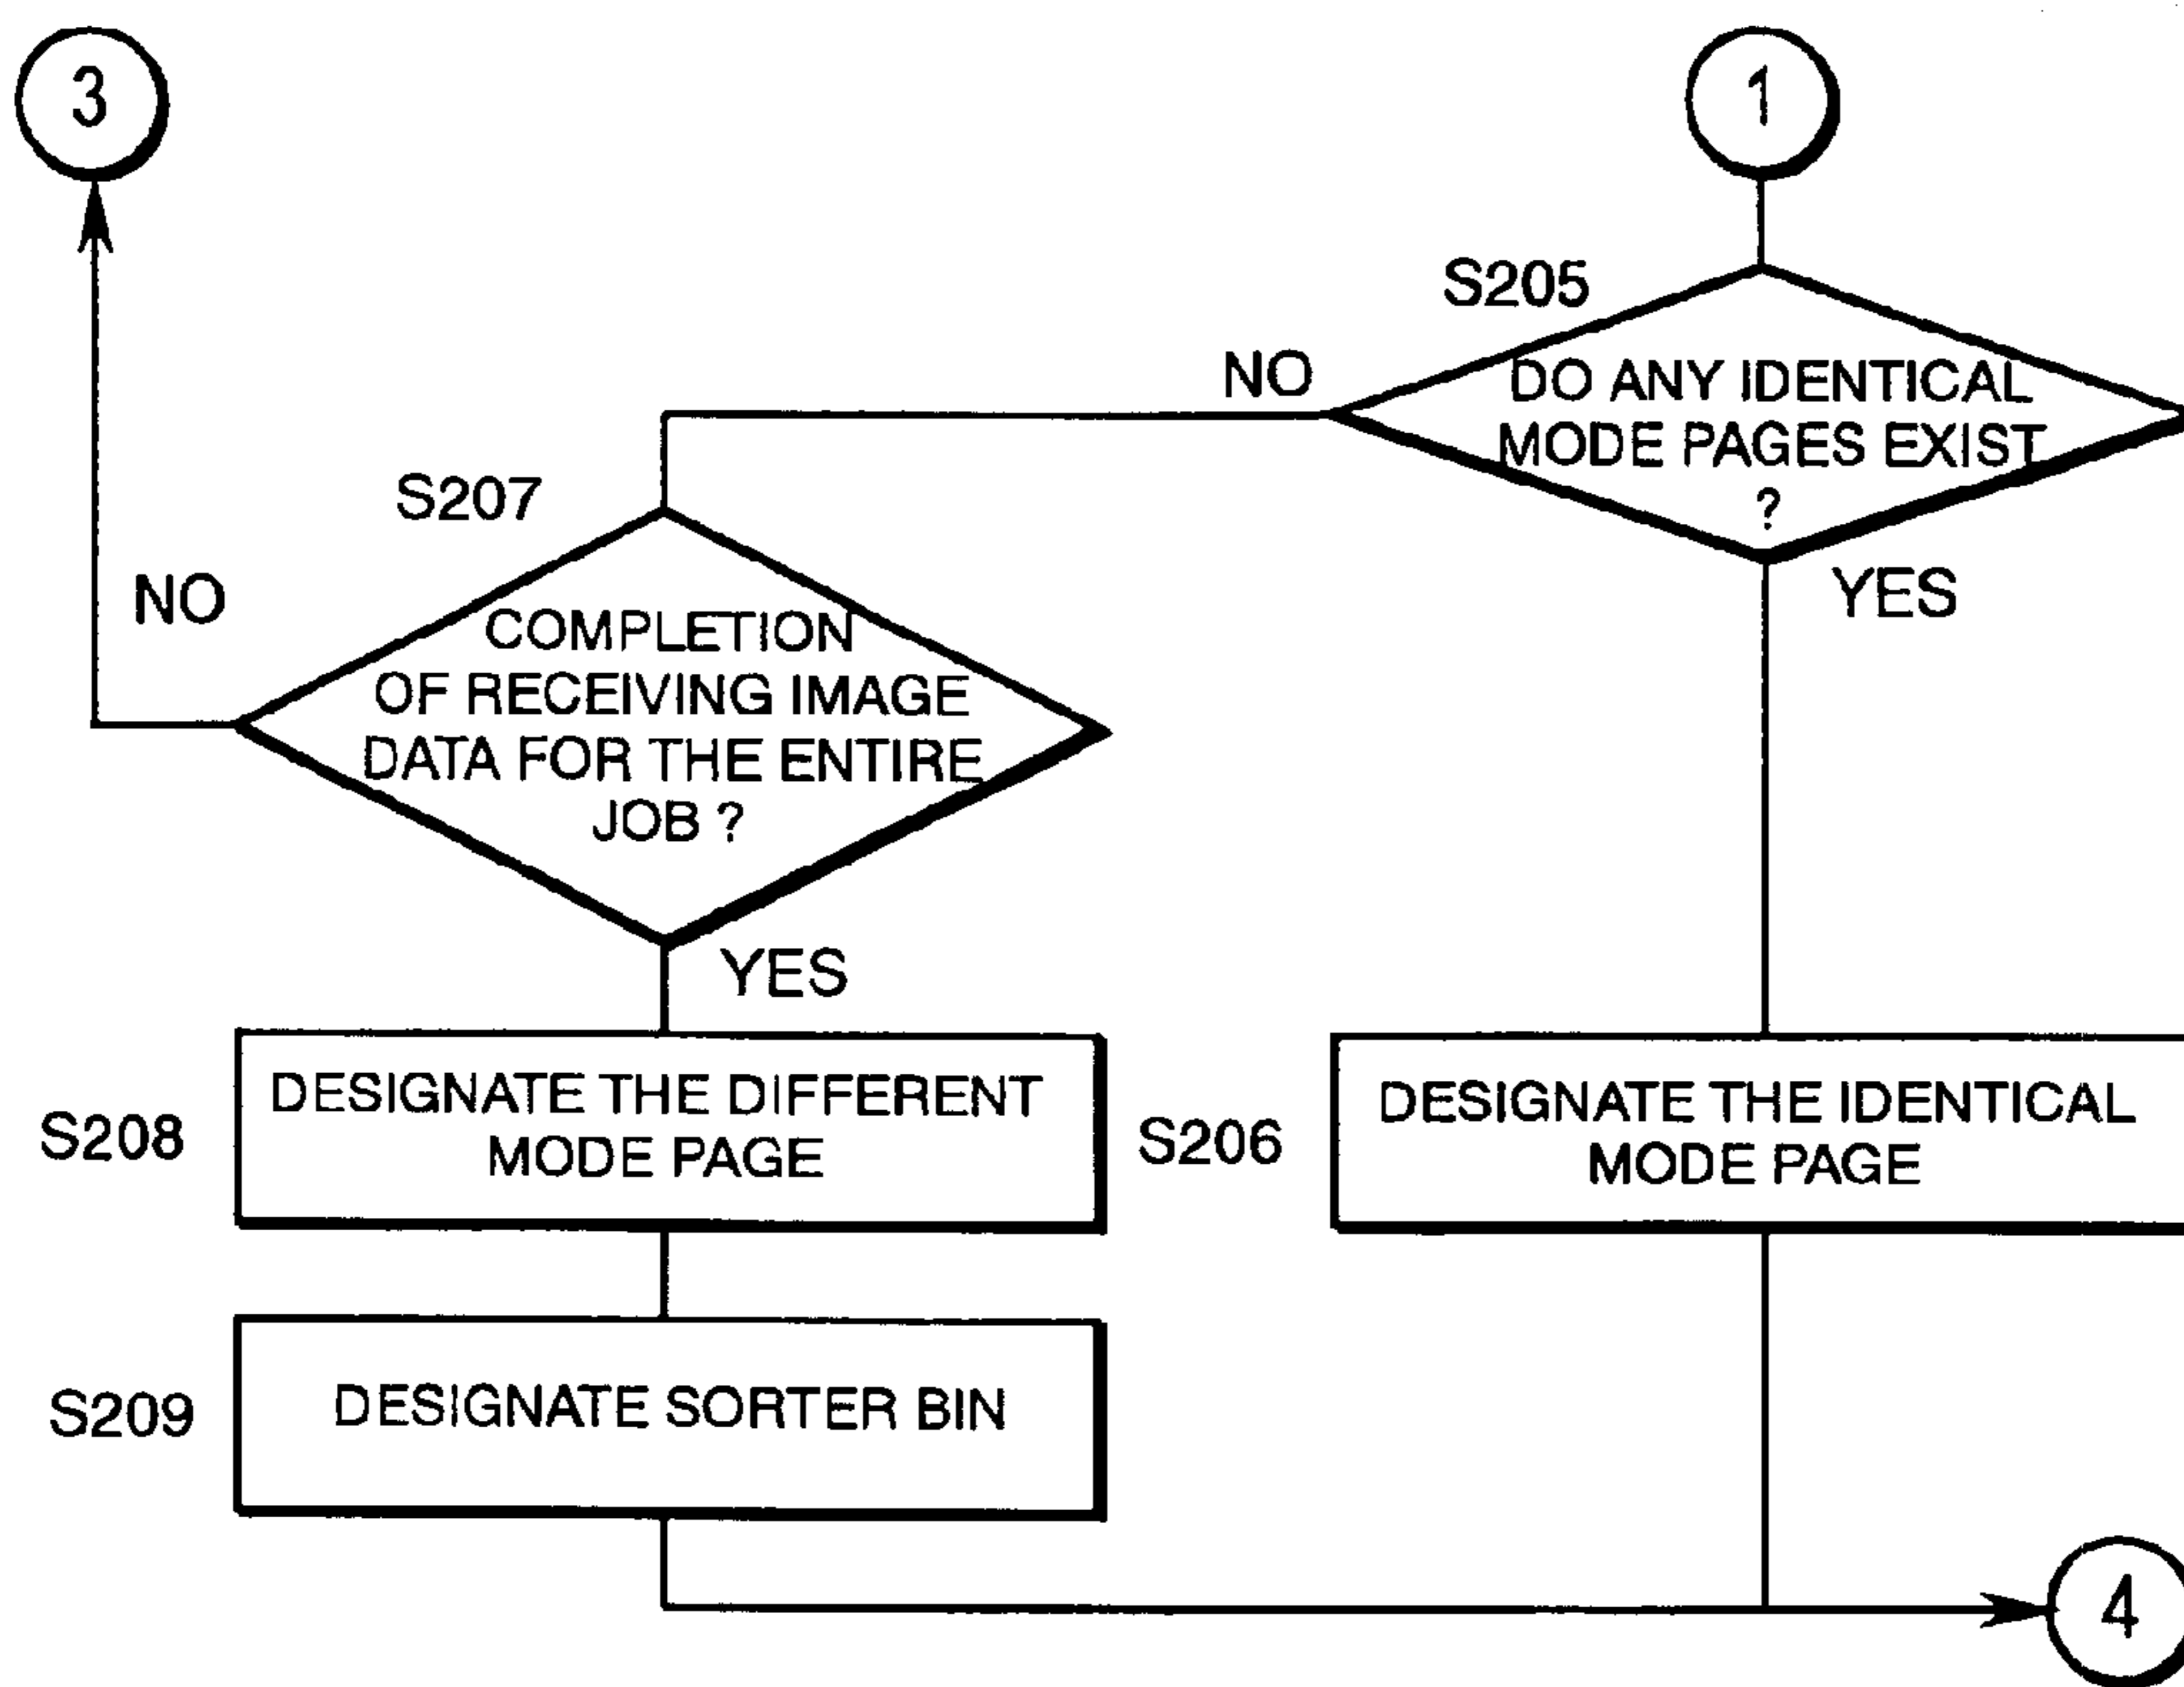 3
1
S205
DO ANY IDENTICAL
MODE PAGES EXIST
?
NO
YES
S207
NO
COMPLETION
OF RECEIVING IMAGE
DATA FOR THE ENTIRE
JOB ?
YES
S208
DESIGNATE THE DIFFERENT
MODE PAGE
S206
DESIGNATE THE IDENTICAL
MODE PAGE
S209
DESIGNATE SORTER BIN
4